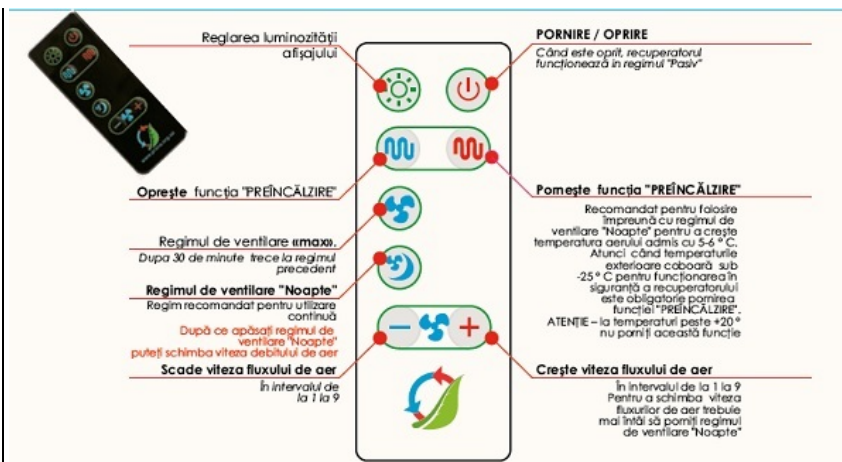 Reglarea luminozității
afișajului
PORNIRE / OPRIRE
Când este oprit, recuperatorul
funcționează in regimul "Pasiv"
Oprește funcția "PREÎNCĂLZIRE"
Pornește funcția "PREÎNCĂLZIRE"
Recomandat pentru falosire
împreună cu regimul de
ventilare "Noapte" pentru a crește
temperatura aerului admis cu 5-6 ° C.
Atunci când temperaturile
exterioare coboară sub
-25 ° C pentru funcționarea în
siguranță a recuperatorului
este obligatorie pornirea
funcției "PREÎNCĂLZIRE".
ATENȚIE – la temperaturi peste +20 °
nu porniți această funcție
Regimul de ventilare «max».
Dupa 30 de minute trece la regimul
precedent
Regimul de ventilare "Noapte"
Regim recomandat pentru utilizare
continuă
După ce apăsați regimul de
ventilare "Noapte"
puteți schimba viteza debitului de aer
Scade viteza fluxului de aer
În intervalul de
la 1 la 9
Crește viteza fluxului de aer
În intervalul de la 1 la 9
Pentru a schimba viteza
fluxurilor de aer trebuie
mai întâi să porniți regimul
de ventilare "Noapte"